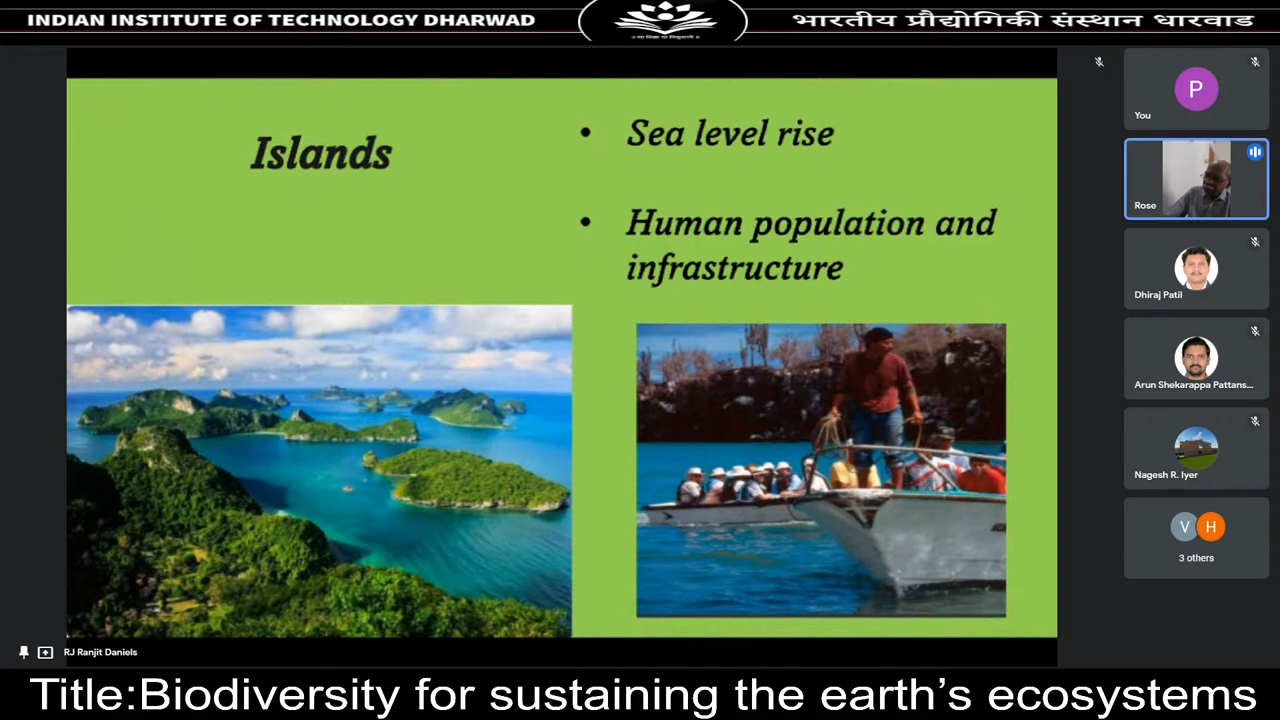 INDIAN INSTITUTE OF TECHNOLOGY DHARWAD
भारतीय प्रौद्योगिकी संस्थान धारवाड
Islands
• Sea level rise
• Human population and
infrastructure
P
You
Rose
Dhiraj Patil
Arun Shekarappa Pattans...
Nagesh R. Iyer
V H
3 others
RJ Ranjit Daniels
Title:Biodiversity for sustaining the earth's ecosystems